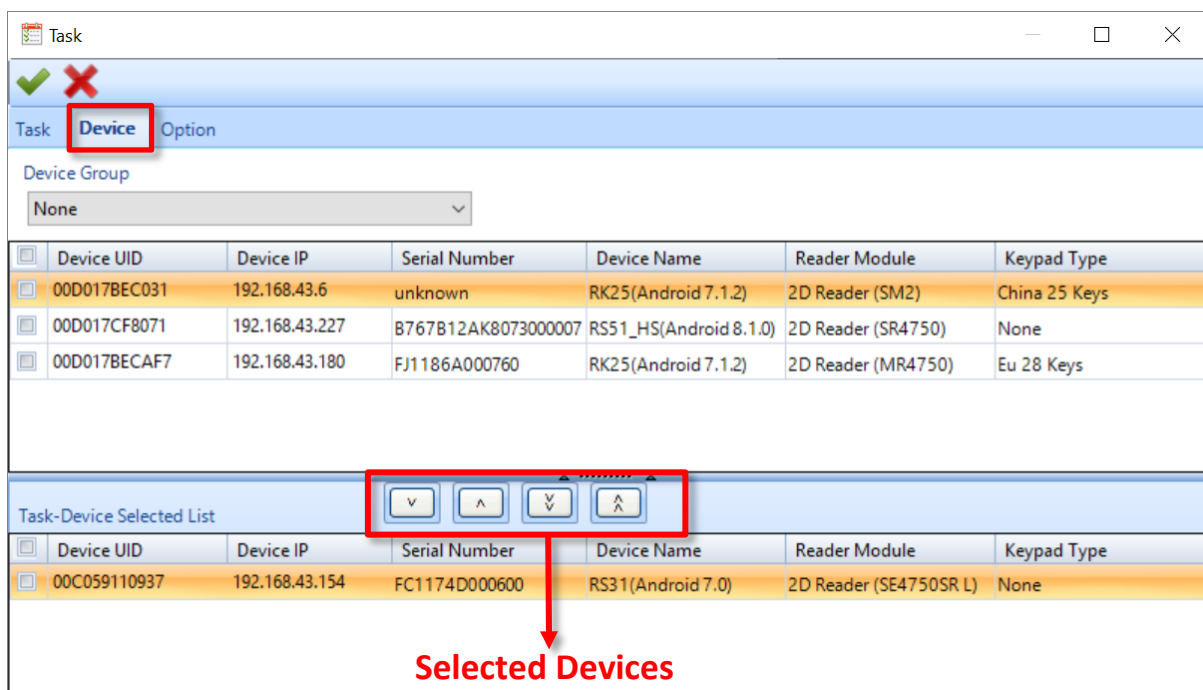 Task
Task Device Option
Device Group
None
Device UID Device IP Serial Number Device Name Reader Module Keypad Type
00D017BEC031 192.168.43.6 unknown RK25(Android 7.1.2) 2D Reader (SM2) China 25 Keys
00D017CF8071 192.168.43.227 B767B12AK8073000007 RS51_HS(Android 8.1.0) 2D Reader (SR4750) None
00D017BECAF7 192.168.43.180 FJ1186A000760 RK25(Android 7.1.2) 2D Reader (MR4750) Eu 28 Keys
Task-Device Selected List
Device UID Device IP Serial Number Device Name Reader Module Keypad Type
00C059110937 192.168.43.154 FC1174D000600 RS31(Android 7.0) 2D Reader (SE4750SR L) None
Selected Devices